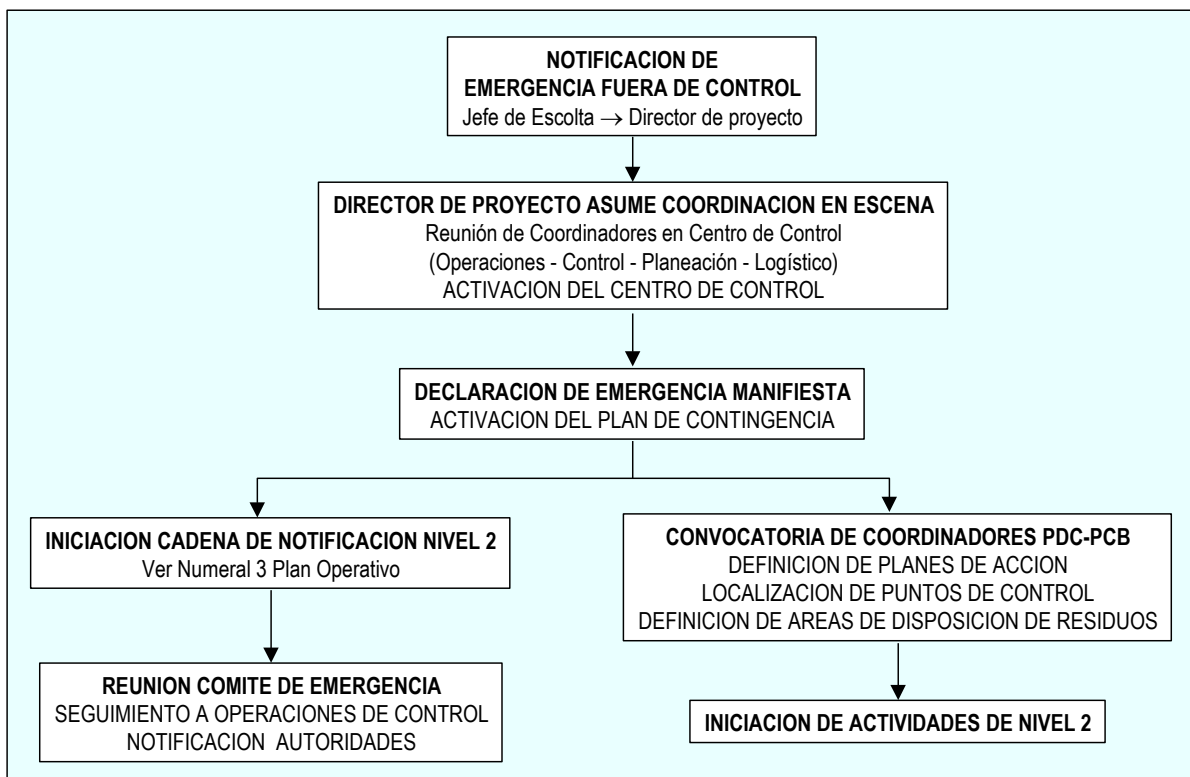 NOTIFICACION DE
EMERGENCIA FUERA DE CONTROL
Jefe de Escolta → Director de proyecto
DIRECTOR DE PROYECTO ASUME COORDINACION EN ESCENA
Reunión de Coordinadores en Centro de Control
(Operaciones - Control - Planeación - Logístico)
ACTIVACION DEL CENTRO DE CONTROL
DECLARACION DE EMERGENCIA MANIFIESTA
ACTIVACION DEL PLAN DE CONTINGENCIA
INICIACION CADENA DE NOTIFICACION NIVEL 2
Ver Numeral 3 Plan Operativo
REUNION COMITE DE EMERGENCIA
SEGUIMIENTO A OPERACIONES DE CONTROL
NOTIFICACION AUTORIDADES
CONVOCATORIA DE COORDINADORES PDC-PCB
DEFINICION DE PLANES DE ACCION
LOCALIZACION DE PUNTOS DE CONTROL
DEFINICION DE AREAS DE DISPOSICION DE RESIDUOS
INICIACION DE ACTIVIDADES DE NIVEL 2